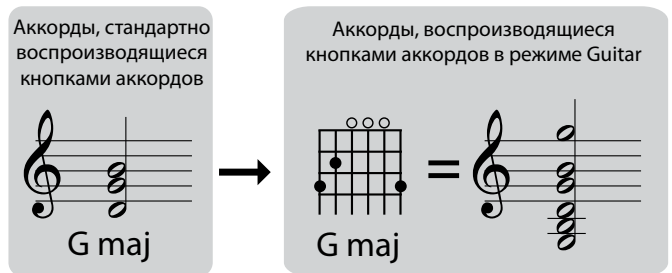 Аккорды, стандартно
воспроизводящиеся
кнопками аккордов
G maj
Аккорды, воспроизводящиеся
кнопками аккордов в режиме Guitar
G maj
=